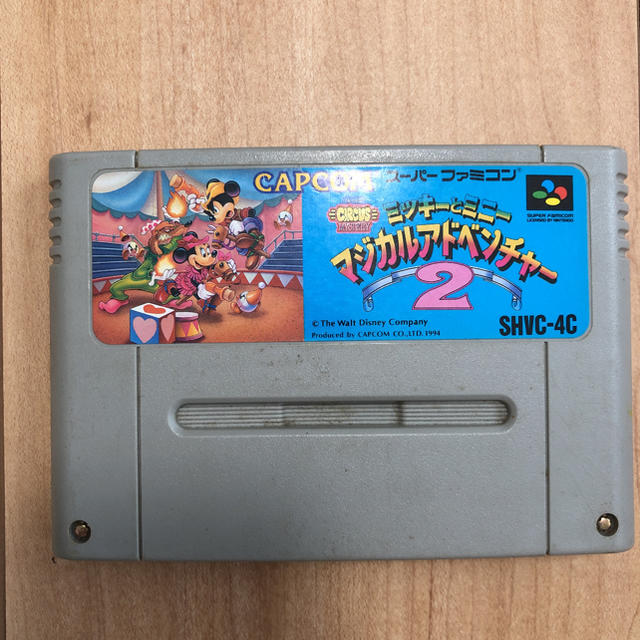 CAPCOM スーパーファミコン
CIRCUS
MYSTERY
ミッキーとミニー
マジカルアドベンチャー
2
SUPER FAMICOM
LICENSED BY NINTENDO
© The Walt Disney Company
Produced by CAPCOM CO., LTD. 1994
SHVC-4C